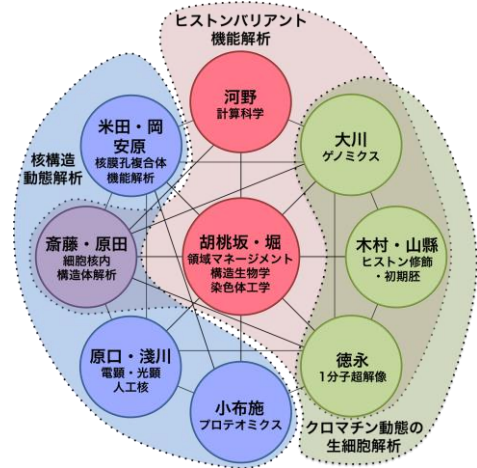 ヒストンバリアント
機能解析
河野
計算科学
米田・岡
安原
核膜孔複合体
機能解析
大川
ゲノミクス
核構造
動態解析
斎藤・原田
細胞核内
構造体解析
胡桃坂・堀
領域マネージメント
構造生物学
染色体工学
木村・山縣
ヒストン修飾
・初期胚
原口・淺川
電顕・光顕
人工核
徳永
1分子超解像
小布施
プロテオミクス
クロマチン動態の
生細胞解析